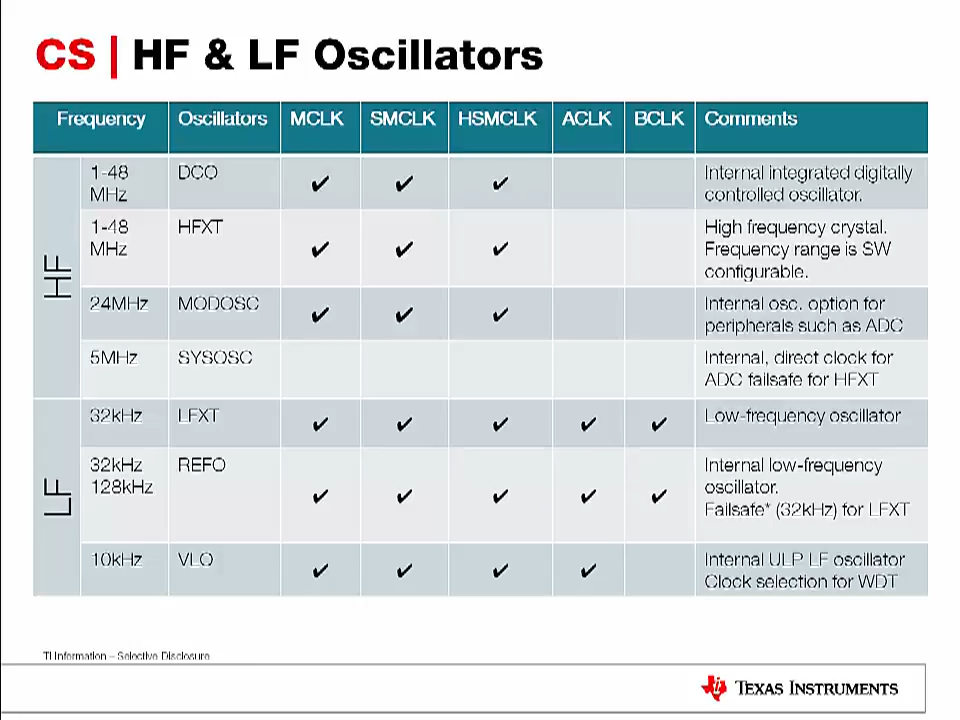 CS | HF & LF Oscillators
Frequency Oscillators MCLK SMCLK HSMCLK ACLK BCLK Comments
HF
1-48 DCO ✔ ✔ ✔ Internal integrated digitally
MHz controlled oscillator.
1-48 HFXT ✔ ✔ ✔ High frequency crystal.
MHz Frequency range is SW
configurable.
24MHz MODOSC ✔ ✔ ✔ Internal osc. option for
peripherals such as ADC
5MHz SYSOSC Internal, direct clock for
ADC failsafe for HFXT
LF
32kHz LFXT ✔ ✔ ✔ ✔ ✔ Low-frequency oscillator
32kHz REFO ✔ ✔ ✔ ✔ ✔ Internal low-frequency
128kHz oscillator.
Failsafe* (32kHz) for LFXT
10kHz VLO ✔ ✔ ✔ ✔ Internal ULP LF oscillator
Clock selection for WDT
TI Information – Selective Disclosure
TEXAS INSTRUMENTS